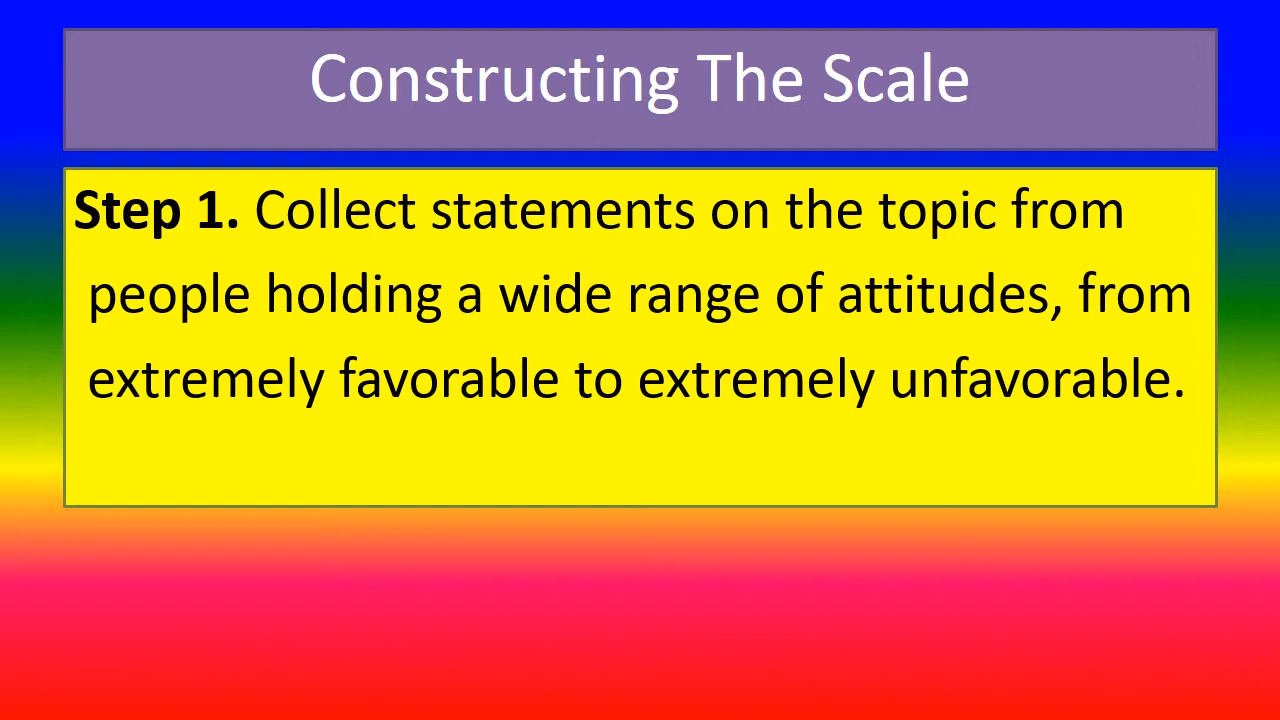 Constructing The Scale
Step 1. Collect statements on the topic from
people holding a wide range of attitudes, from
extremely favorable to extremely unfavorable.